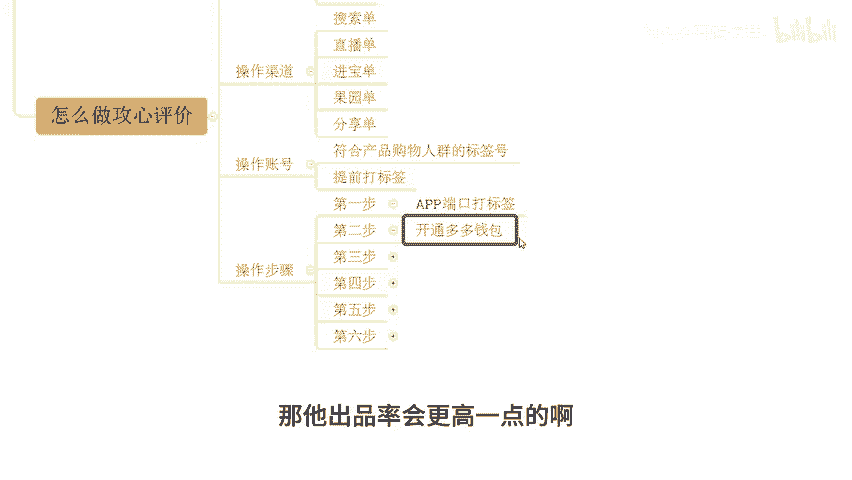 bilibili
搜索单
直播单
操作渠道
进宝单
果园单
怎么做攻心评价
分享单
符合产品购物人群的标签号
操作账号
提前打标签
第一步
APP端口打标签
第二步
开通多多钱包
第三步
操作步骤
第四步
第五步
第六步
那他出品率会更高一点的啊